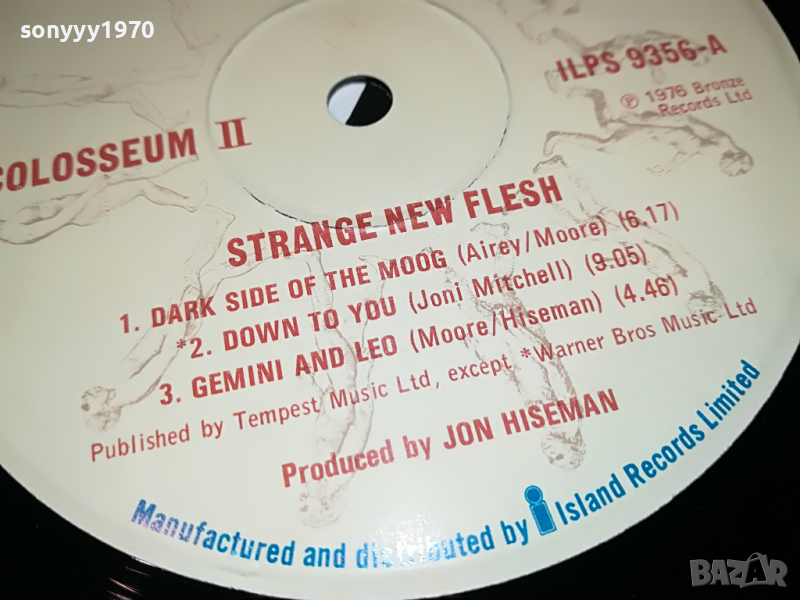 sonyyy1970
ILPS 9356-A
℗ 1976 Bronze
Records Ltd
COLOSSEUM II
STRANGE NEW FLESH
1. DARK SIDE OF THE MOOG (Airey/Moore) (6.17)
*2. DOWN TO YOU (Joni Mitchell) (9.05)
3. GEMINI AND LEO (Moore/Hiseman) (4.46)
Published by Tempest Music Ltd, except *Warner Bros Music Ltd
Produced by JON HISEMAN
Manufactured and distributed by Island Records Limited
BAZAR